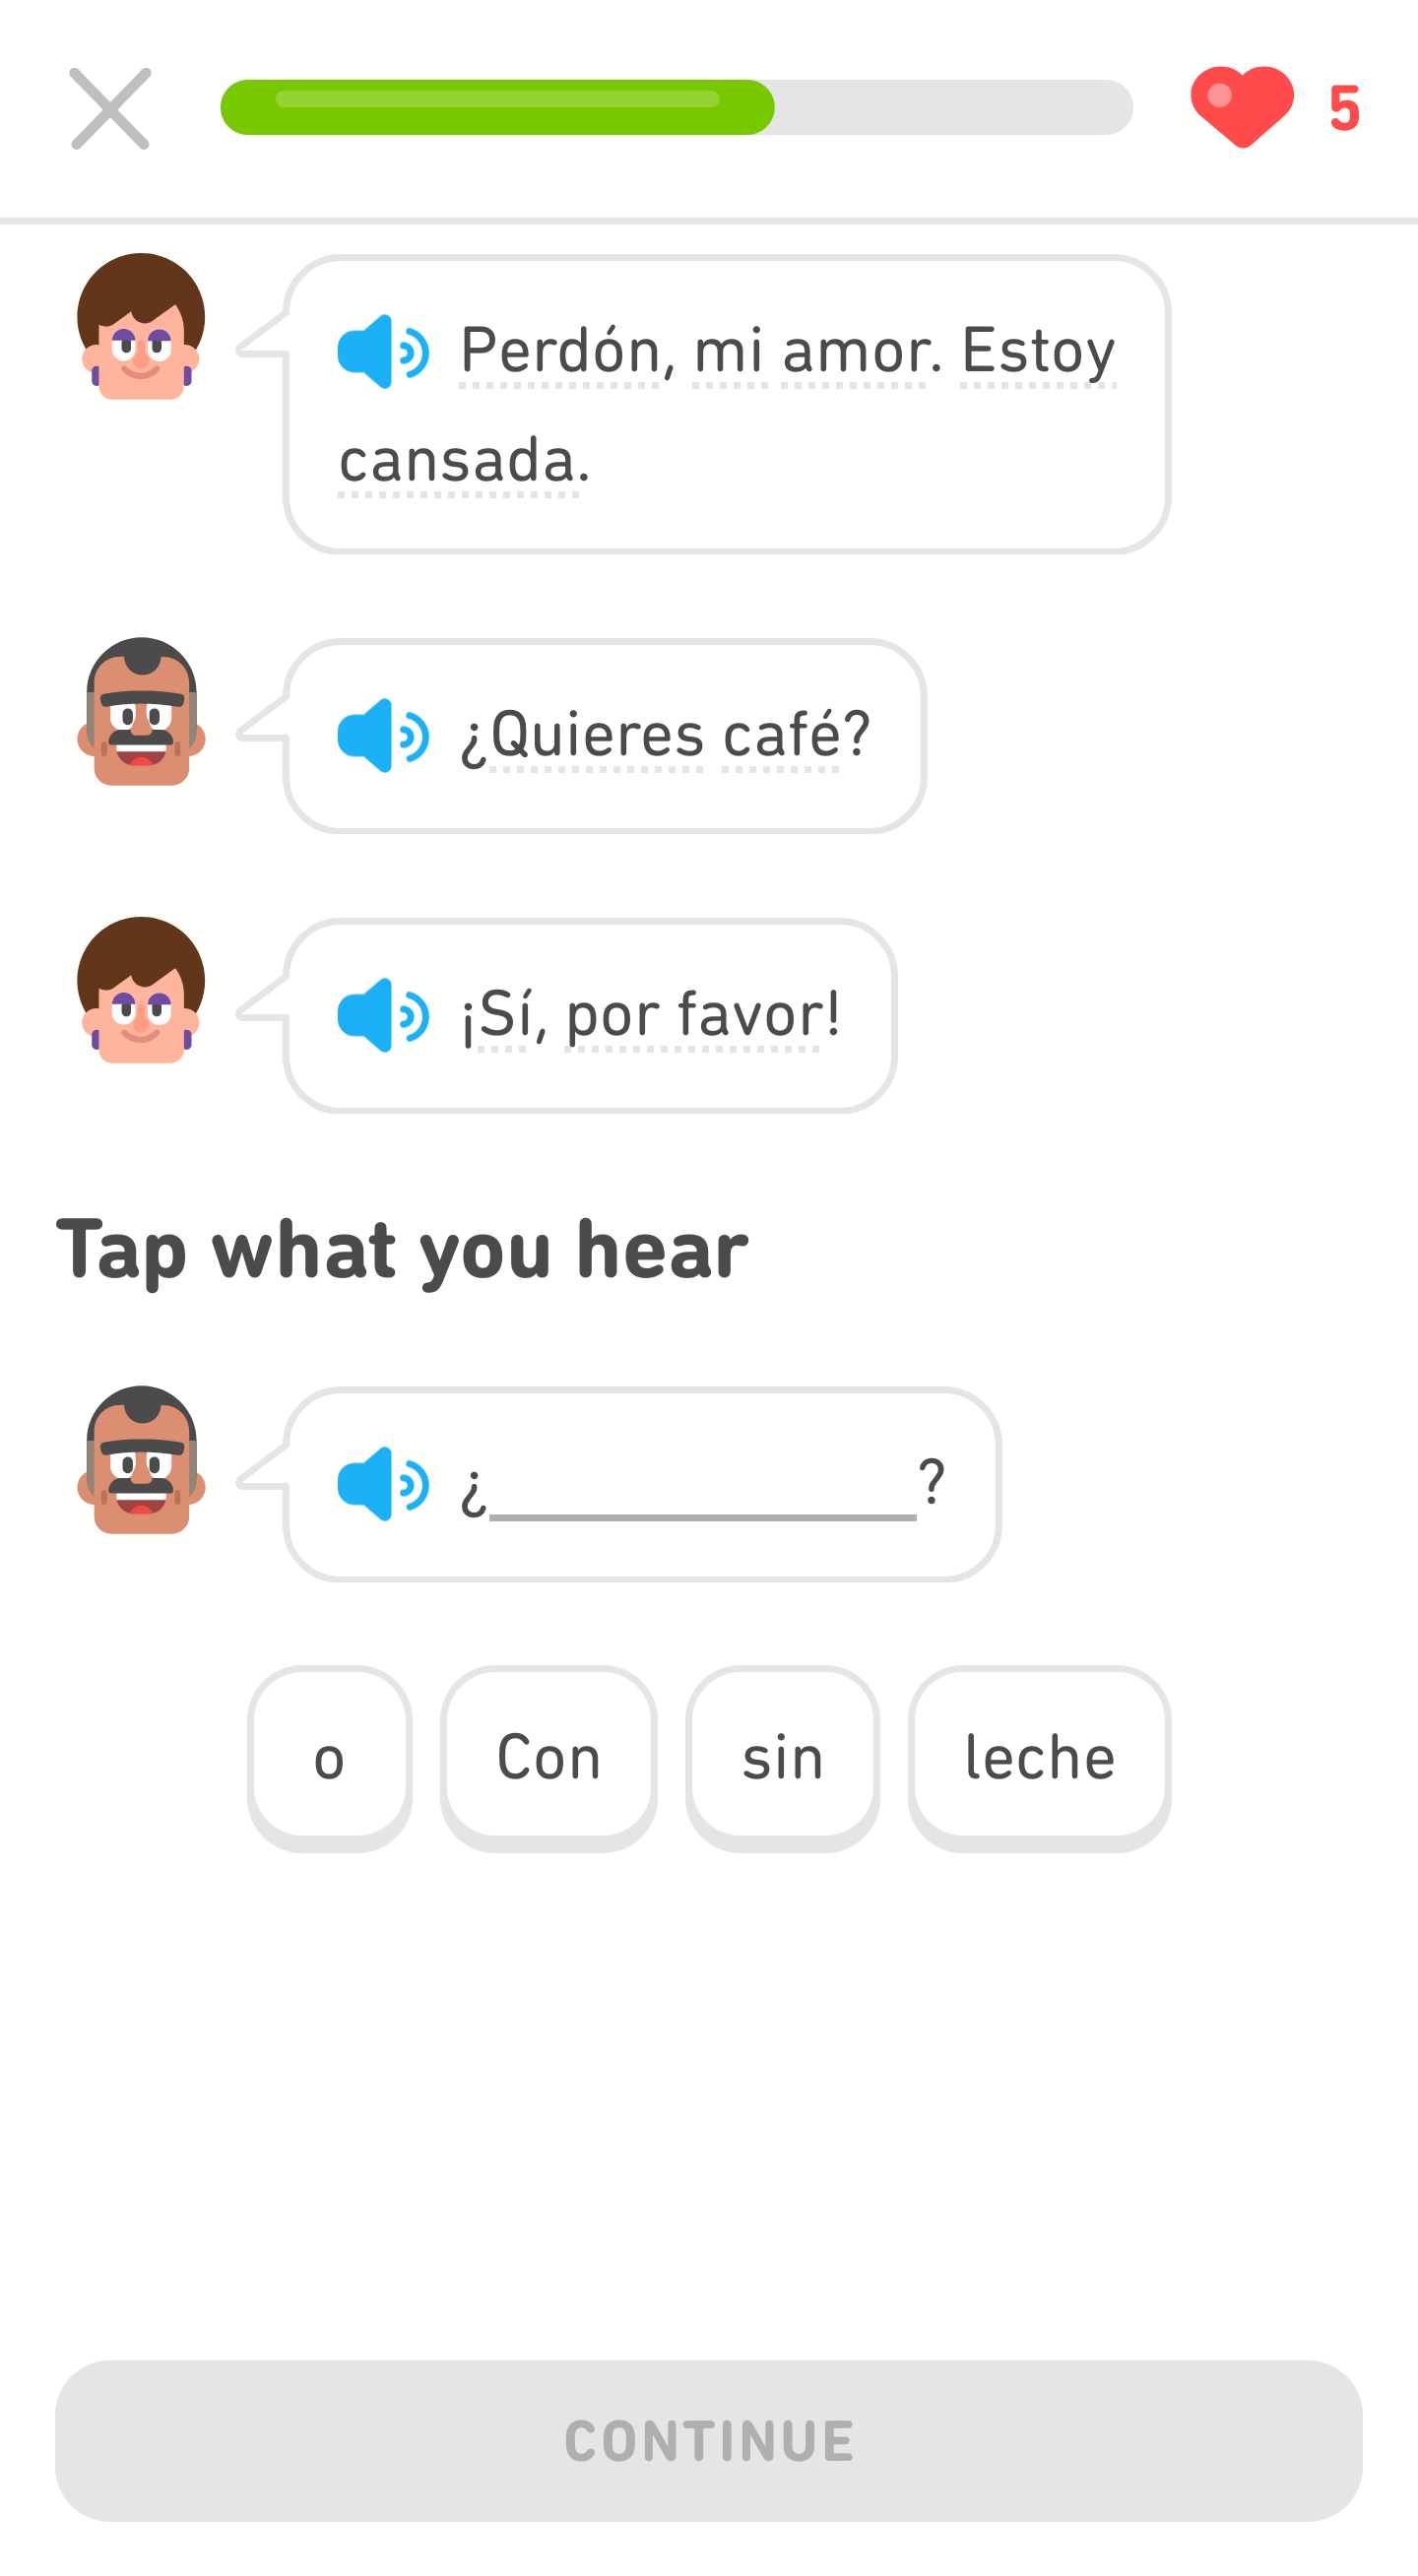 5
Perdón, mi amor. Estoy
cansada.
¿Quieres café?
¡Sí, por favor!
Tap what you hear
¿ ?
o Con sin leche
CONTINUE